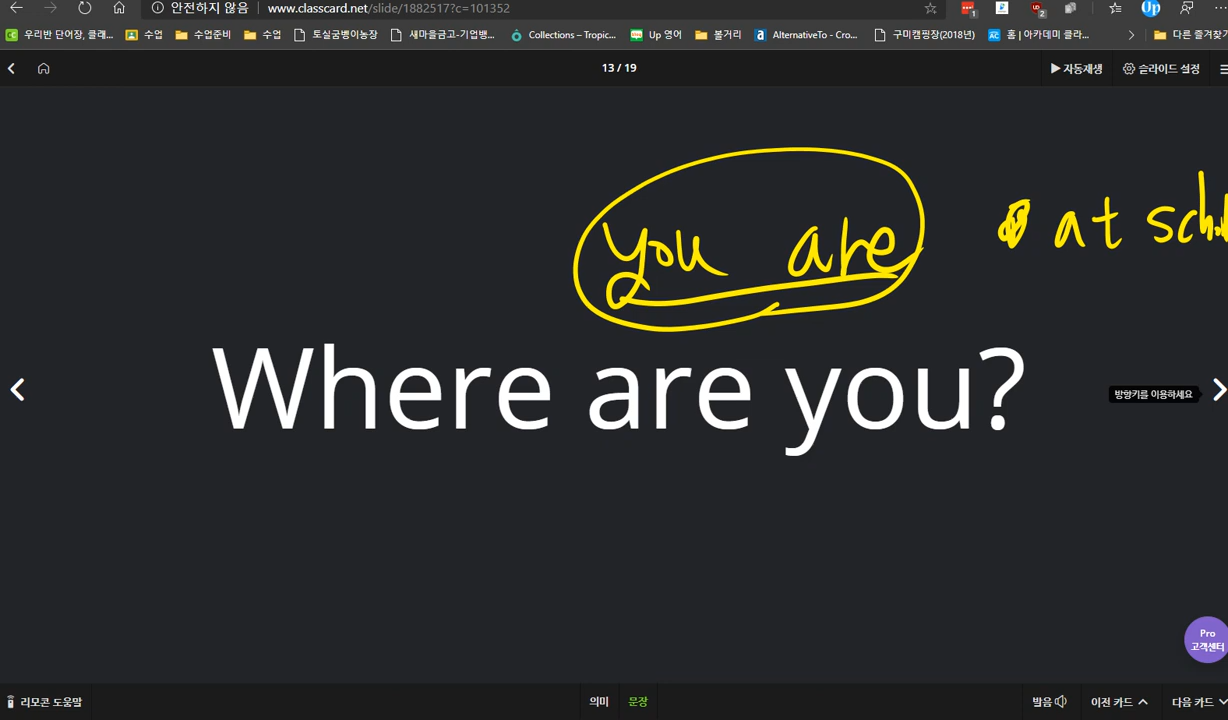 안전하지 않음 | www.classcard.net/slide/1882517?c=101352
우리반 단어장, 클래... 수업 수업준비 수업 토실굼벵이농장 새마을금고-기업뱅... Collections – Tropic... Up 영어 볼거리 AlternativeTo - Cro... 구미캠핑장(2018년) 홈 | 아카데미 클라... 다른 즐겨찾기
13 / 19 자동재생 슬라이드 설정
you are at sch
Where are you?
방향키를 이용하세요
Pro
고객센터
리모콘 도움말 의미 문장 발음 이전 카드 다음 카드